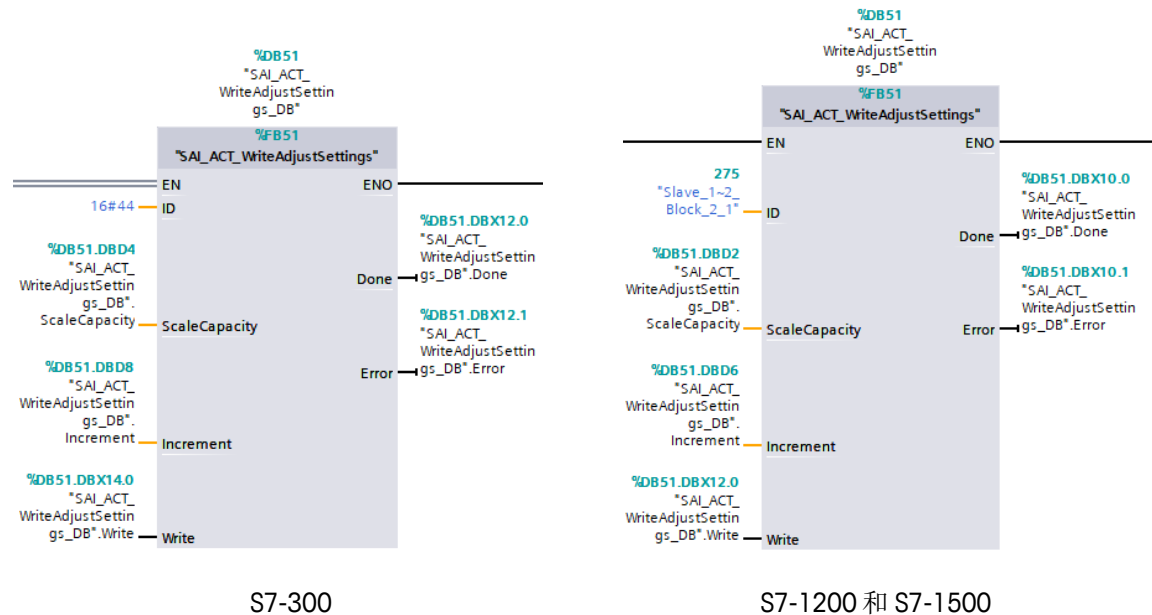 %DB51
"SAI_ACT_
WriteAdjustSettin
gs_DB"
%FB51
"SAI_ACT_WriteAdjustSettings"
EN
ENO
16#44
ID
%DB51.DBX12.0
"SAI_ACT_
WriteAdjustSettin
gs_DB".Done
Done
%DB51.DBD4
"SAI_ACT_
WriteAdjustSettin
gs_DB".
ScaleCapacity
ScaleCapacity
%DB51.DBX12.1
"SAI_ACT_
WriteAdjustSettin
gs_DB".Error
Error
%DB51.DBD8
"SAI_ACT_
WriteAdjustSettin
gs_DB".
Increment
Increment
%DB51.DBX14.0
"SAI_ACT_
WriteAdjustSettin
gs_DB".Write
Write
S7-300
%DB51
"SAI_ACT_
WriteAdjustSettin
gs_DB"
%FB51
"SAI_ACT_WriteAdjustSettings"
EN
ENO
275
"Slave_1~2_
Block_2_1"
ID
%DB51.DBX10.0
"SAI_ACT_
WriteAdjustSettin
gs_DB".Done
Done
%DB51.DBD2
"SAI_ACT_
WriteAdjustSettin
gs_DB".
ScaleCapacity
ScaleCapacity
%DB51.DBX10.1
"SAI_ACT_
WriteAdjustSettin
gs_DB".Error
Error
%DB51.DBD6
"SAI_ACT_
WriteAdjustSettin
gs_DB".
Increment
Increment
%DB51.DBX12.0
"SAI_ACT_
WriteAdjustSettin
gs_DB".Write
Write
S7-1200 和 S7-1500